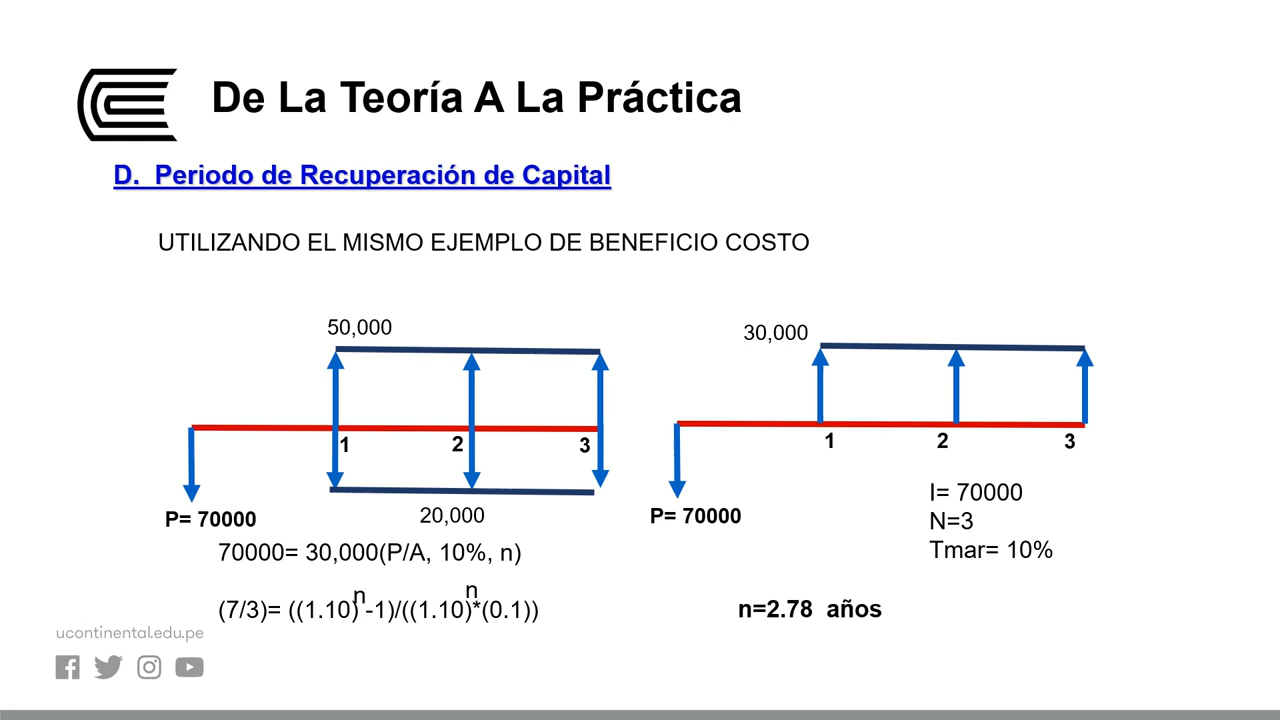 De La Teoría A La Práctica
D. Periodo de Recuperación de Capital
UTILIZANDO EL MISMO EJEMPLO DE BENEFICIO COSTO
50,000
1 2 3
P= 70000
20,000
30,000
1 2 3
P= 70000
I= 70000
N=3
Tmar= 10%
70000= 30,000(P/A, 10%, n)
(7/3)= ((1.10)n -1)/((1.10)n*(0.1))
n=2.78 años
ucontinental.edu.pe